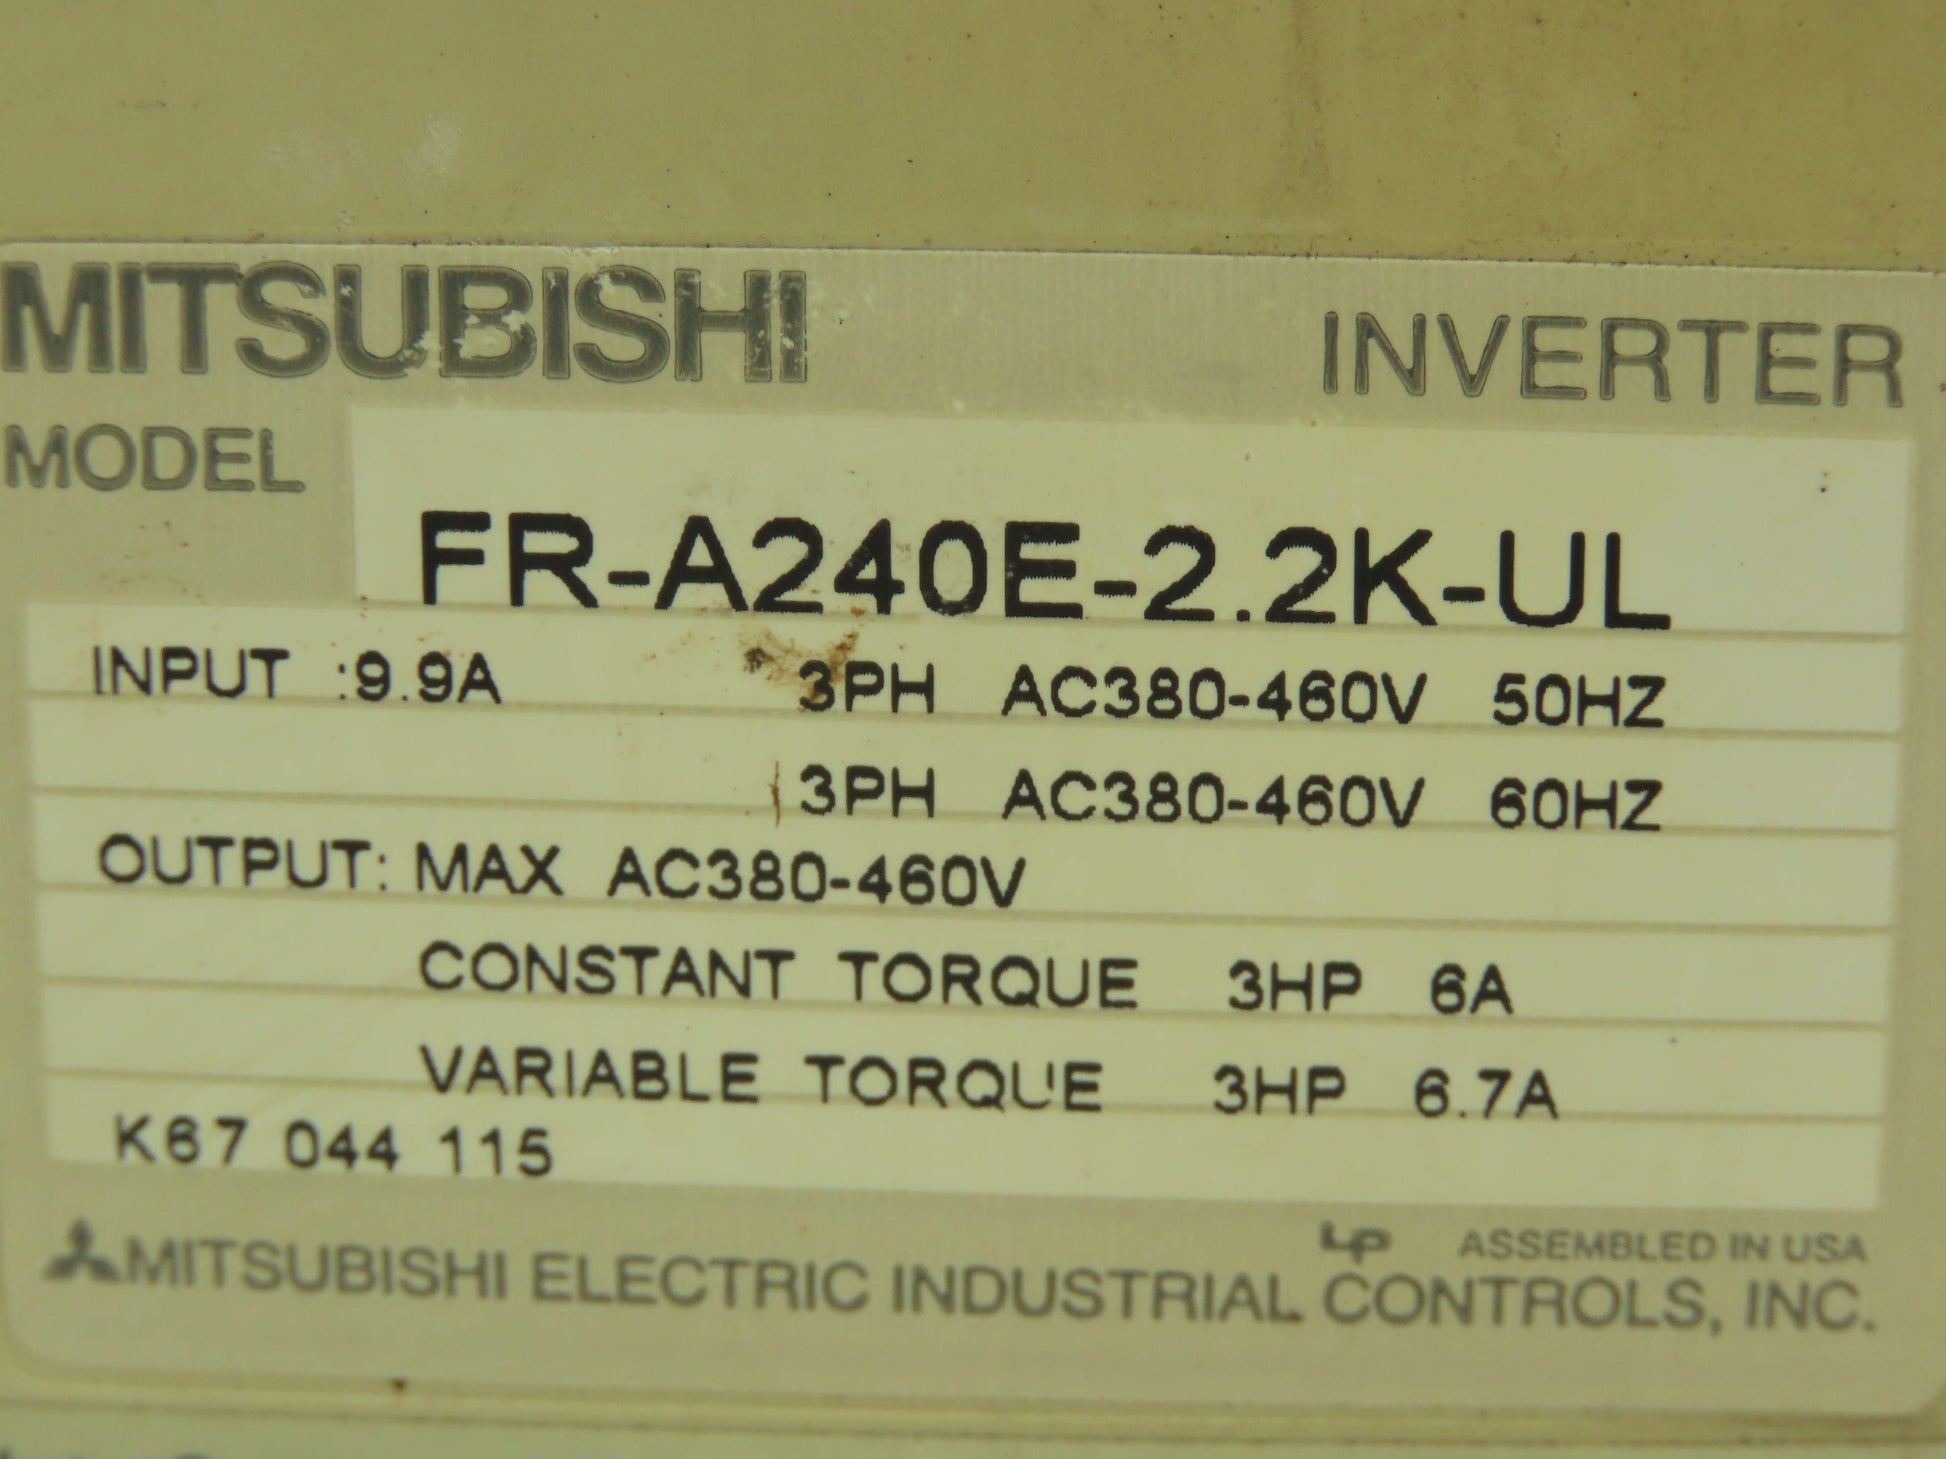 MITSUBISHI INVERTER
MODEL FR-A240E-2.2K-UL
INPUT :9.9A 3PH AC380-460V 50HZ
3PH AC380-460V 60HZ
OUTPUT: MAX AC380-460V
CONSTANT TORQUE 3HP 6A
VARIABLE TORQUE 3HP 6.7A
K67 044 115
LP ASSEMBLED IN USA
MITSUBISHI ELECTRIC INDUSTRIAL CONTROLS, INC.